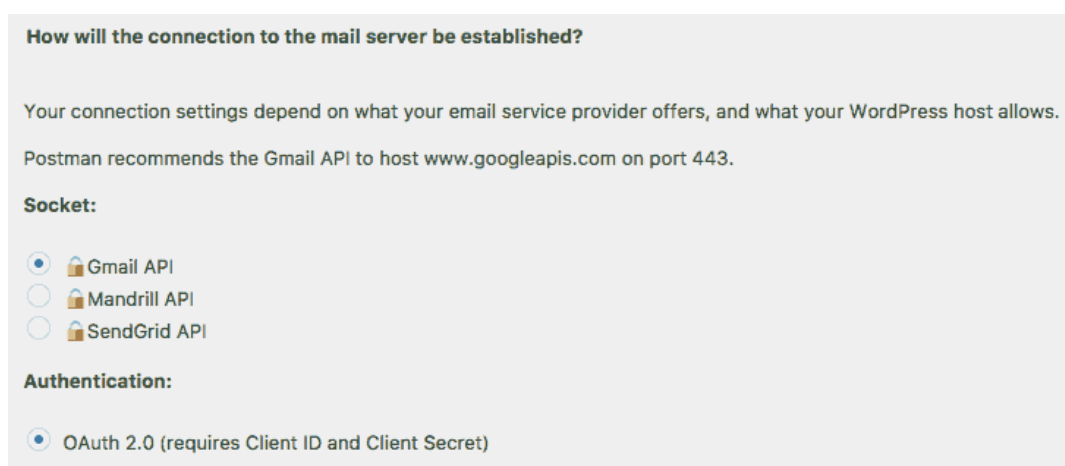 How will the connection to the mail server be established?
Your connection settings depend on what your email service provider offers, and what your WordPress host allows.
Postman recommends the Gmail API to host www.googleapis.com on port 443.
Socket:
Gmail API
Mandrill API
SendGrid API
Authentication:
OAuth 2.0 (requires Client ID and Client Secret)